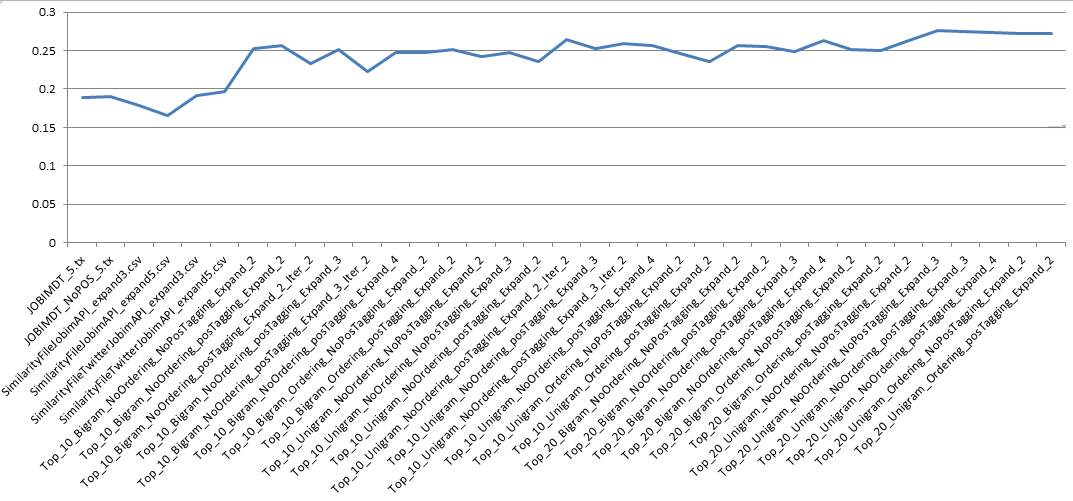 0.3
0.25
0.2
0.15
0.1
0.05
0
JOBIMDT_5.tx
JOBIMDT_NoPOS_5.tx
SimilarityFileJobimAPI_expand3.csv
SimilarityFileJobimAPI_expand5.csv
SimilarityFileTwitterJobimAPI_expand3.csv
SimilarityFileTwitterJobimAPI_expand5.csv
Top_10_Bigram_NoOrdering_NoPosTagging_Expand_2
Top_10_Bigram_NoOrdering_posTagging_Expand_2
Top_10_Bigram_NoOrdering_posTagging_Expand_2_Iter_2
Top_10_Bigram_NoOrdering_posTagging_Expand_3
Top_10_Bigram_NoOrdering_posTagging_Expand_3_Iter_2
Top_10_Bigram_NoOrdering_posTagging_Expand_4
Top_10_Bigram_Ordering_NoPosTagging_Expand_2
Top_10_Bigram_Ordering_posTagging_Expand_2
Top_10_Unigram_NoOrdering_NoPosTagging_Expand_2
Top_10_Unigram_NoOrdering_NoPosTagging_Expand_3
Top_10_Unigram_NoOrdering_posTagging_Expand_2
Top_10_Unigram_NoOrdering_posTagging_Expand_2_Iter_2
Top_10_Unigram_NoOrdering_posTagging_Expand_3
Top_10_Unigram_NoOrdering_posTagging_Expand_3_Iter_2
Top_10_Unigram_NoOrdering_posTagging_Expand_4
Top_10_Unigram_Ordering_NoPosTagging_Expand_2
Top_10_Unigram_Ordering_posTagging_Expand_2
Top_20_Bigram_NoOrdering_NoPosTagging_Expand_2
Top_20_Bigram_NoOrdering_posTagging_Expand_2
Top_20_Bigram_NoOrdering_posTagging_Expand_3
Top_20_Bigram_NoOrdering_posTagging_Expand_4
Top_20_Bigram_Ordering_NoPosTagging_Expand_2
Top_20_Bigram_Ordering_posTagging_Expand_2
Top_20_Unigram_NoOrdering_NoPosTagging_Expand_2
Top_20_Unigram_NoOrdering_NoPosTagging_Expand_3
Top_20_Unigram_NoOrdering_posTagging_Expand_3
Top_20_Unigram_NoOrdering_posTagging_Expand_4
Top_20_Unigram_Ordering_NoPosTagging_Expand_2
Top_20_Unigram_Ordering_posTagging_Expand_2